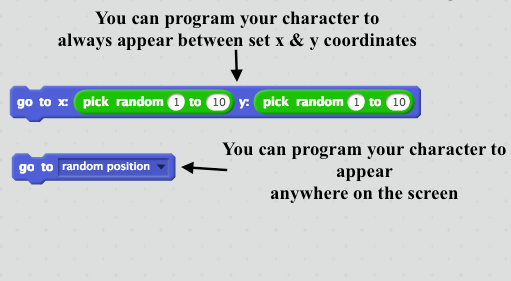 You can program your character to
always appear between set x & y coordinates
go to x: pick random 1 to 10 y: pick random 1 to 10
You can program your character to
appear
go to random position
anywhere on the screen